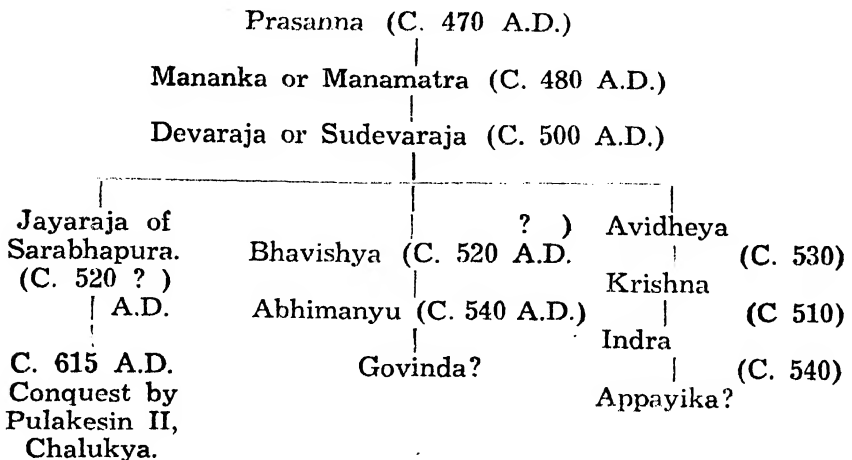 Prasanna (C. 470 A.D.)
Mananka or Manamatra (C. 480 A.D.)
Devaraja or Sudevaraja (C. 500 A.D.)
Jayaraja of
Sarabhapura.
(C. 520 ? )
A.D.
C. 615 A.D.
Conquest by
Pulakesin II,
Chalukya.
? )
Bhavishya (C. 520 A.D.
Abhimanyu (C. 540 A.D.)
Govinda?
Avidheya
(C. 530)
Krishna
(C 510)
Indra
(C. 540)
Appayika?